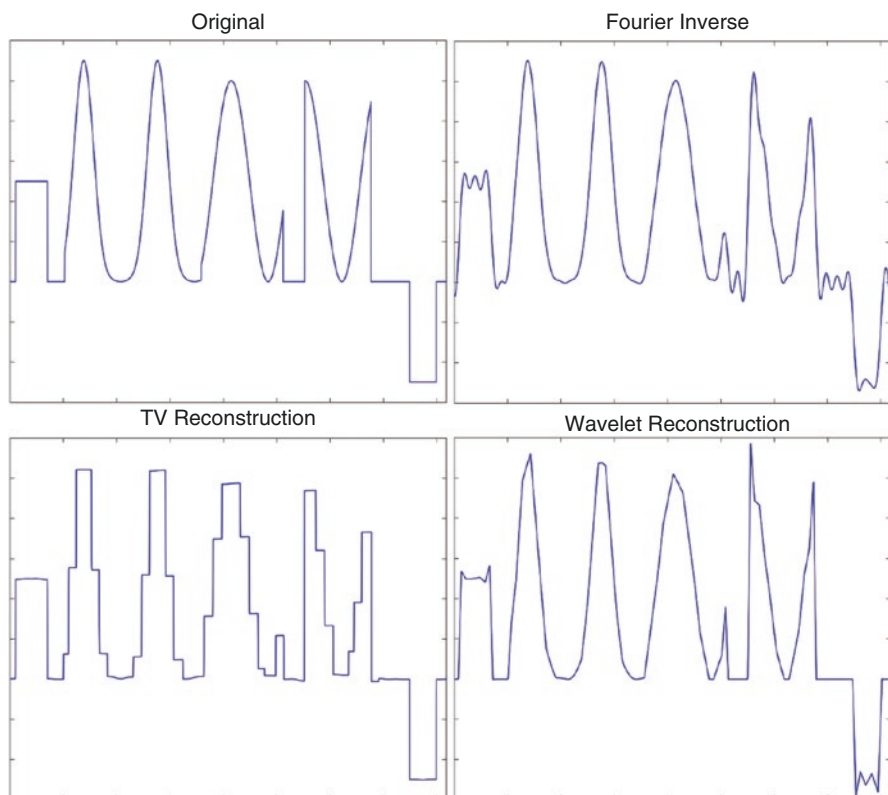 Original
Fourier Inverse
TV Reconstruction
Wavelet Reconstruction